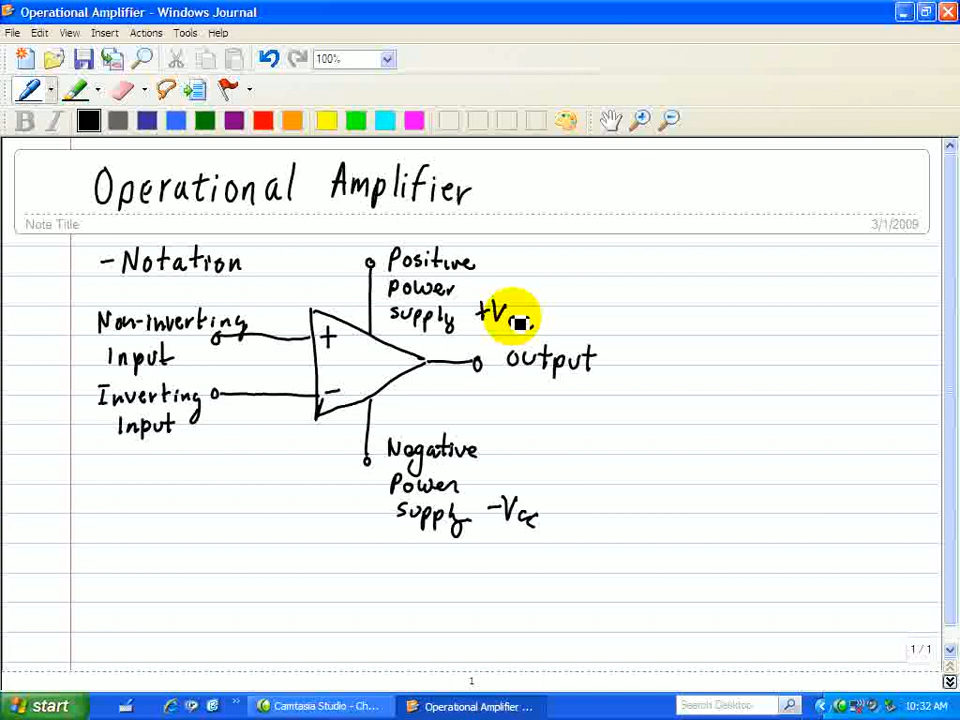 Operational Amplifier - Windows Journal
File Edit View Insert Actions Tools Help
100%
B I
Operational Amplifier
Note Title
3/1/2009
- Notation
Positive
Power
supply +Vcc
Non-inverting
Input
+
output
Inverting
Input
-
Negative
Power
supply -Vcc
1 / 1
1
start
Camtasia Studio - Ch...
Operational Amplifier ...
Search Desktop
10:32 AM